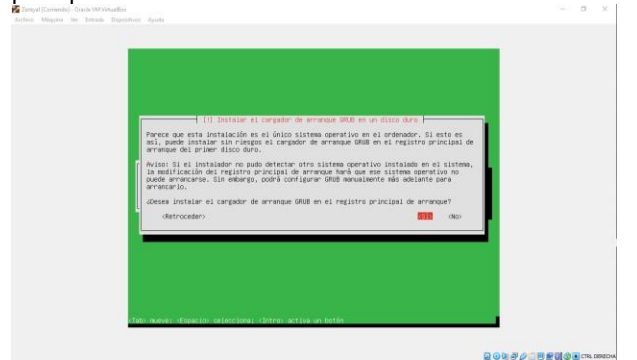 Zentyal [Corriendo] - Oracle VM VirtualBox
Archivo Máquina Ver Entrada Dispositivos Ayuda
[!] Instalar el cargador de arranque GRUB en un disco duro
Parece que esta instalación es el único sistema operativo en el ordenador. Si esto es
así, puede instalar sin riesgos el cargador de arranque GRUB en el registro principal de
arranque del primer disco duro.
Aviso: Si el instalador no pudo detectar otro sistema operativo instalado en el sistema,
la modificación del registro principal de arranque hará que ese sistema operativo no
puede arrancarse. Sin embargo, podrá configurar GRUB manualmente más adelante para
arrancarlo.
¿Desea instalar el cargador de arranque GRUB en el registro principal de arranque?
<Retroceder> <Sí> <No>
<Tab> mueve; <Espacio> selecciona; <Intro> activa un botón
CTRL DERECHA